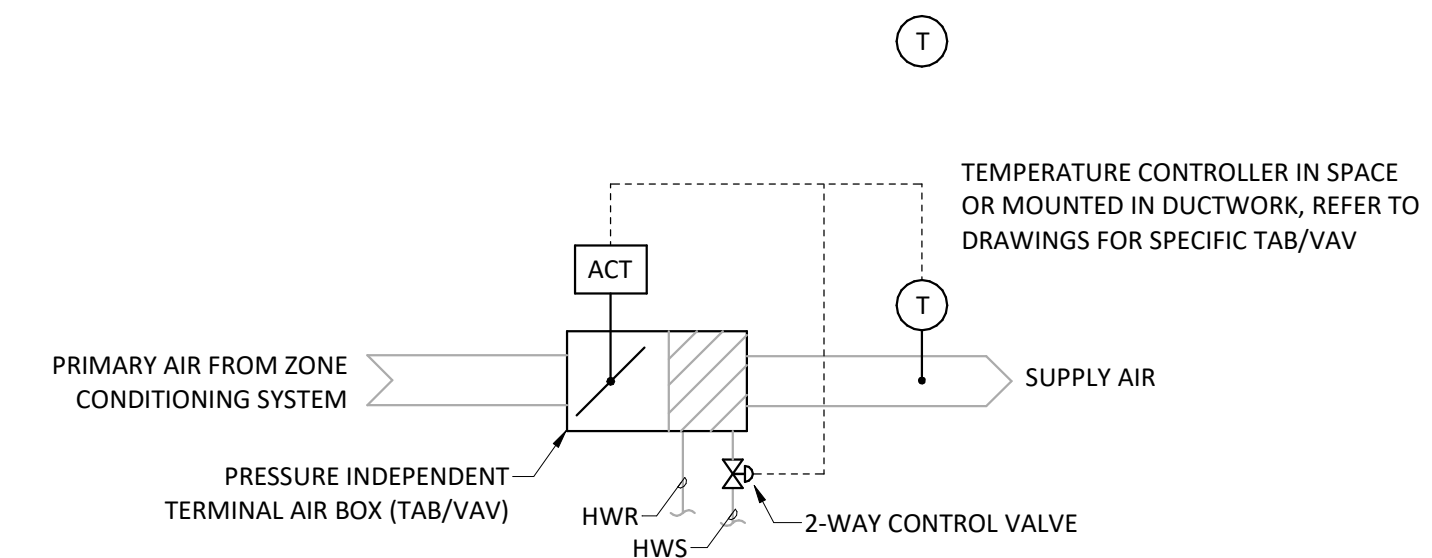 T
TEMPERATURE CONTROLLER IN SPACE
OR MOUNTED IN DUCTWORK, REFER TO
DRAWINGS FOR SPECIFIC TAB/VAV
ACT
T
PRIMARY AIR FROM ZONE
CONDITIONING SYSTEM
SUPPLY AIR
PRESSURE INDEPENDENT
TERMINAL AIR BOX (TAB/VAV)
HWR
HWS
2-WAY CONTROL VALVE